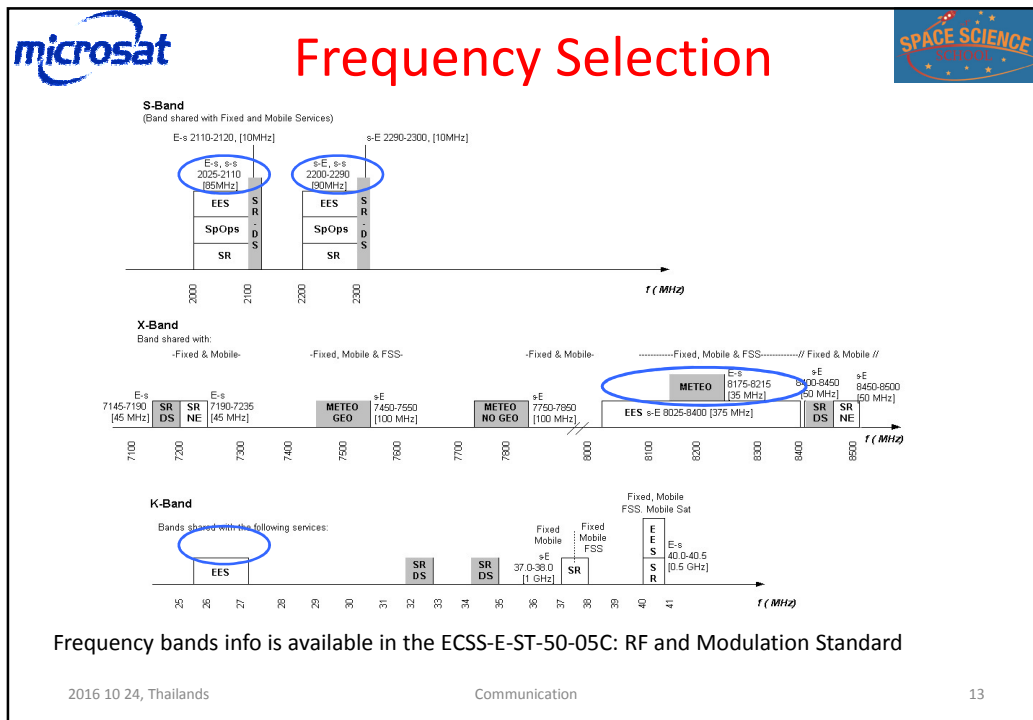 microsat
Frequency Selection
SPACE SCIENCE
SCHOOL
S-Band
(Band shared with Fixed and Mobile Services)
E-s 2110-2120, [10MHz]
s-E 2290-2300, [10MHz]
E-s, s-s
2025-2110
[85MHz]
s-E, s-s
2200-2290
[90MHz]
EES
SpOps
SR
SR-DS
EES
SpOps
SR
SR-DS
2000 2100 2200 2300
f ( MHz)
X-Band
Band shared with:
-Fixed & Mobile-
-Fixed, Mobile & FSS-
-Fixed & Mobile-
-----------Fixed, Mobile & FSS-----------//
Fixed & Mobile //
E-s
7145-7190
[45 MHz]
SR
DS
SR
NE
E-s
7190-7235
[45 MHz]
METEO
GEO
s-E
7450-7550
[100 MHz]
METEO
NO GEO
s-E
7750-7850
[100 MHz]
METEO
E-s
8175-8215
[35 MHz]
EES s-E 8025-8400 [375 MHz]
s-E
8400-8450
[50 MHz]
SR
DS
SR
NE
s-E
8450-8500
[50 MHz]
7100 7200 7300 7400 7500 7600 7700 7800 8000 8100 8200 8300 8400 8500
f ( MHz)
K-Band
Bands shared with the following services:
EES
SR
DS
SR
DS
Fixed
Mobile
s-E
37.0-38.0
[1 GHz]
Fixed
Mobile
FSS
SR
Fixed, Mobile
FSS. Mobile Sat
EES
SR
E-s
40.0-40.5
[0.5 GHz]
25 26 27 28 29 30 31 32 33 34 35 36 37 38 39 40 41
f ( MHz)
Frequency bands info is available in the ECSS-E-ST-50-05C: RF and Modulation Standard
2016 10 24, Thailands
Communication
13